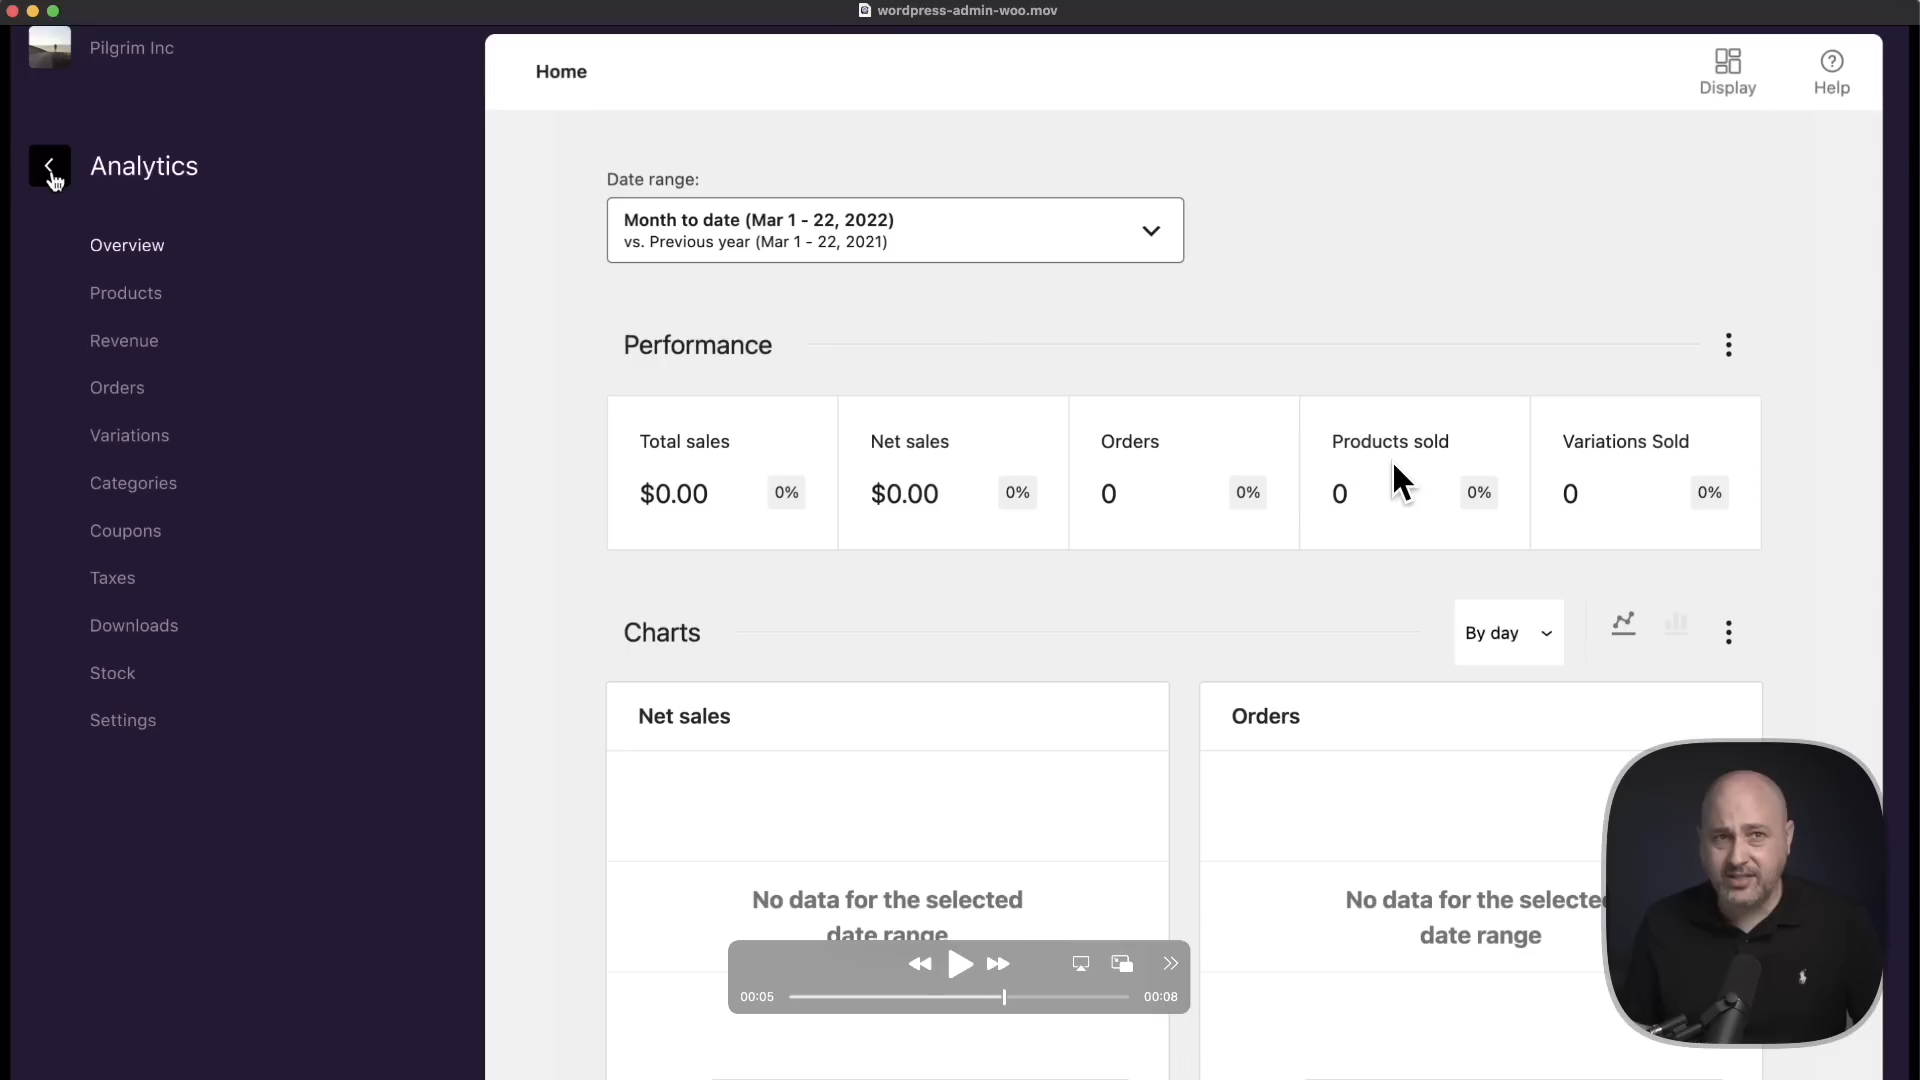 wordpress-admin-woo.mov
Pilgrim Inc
Analytics
Overview
Products
Revenue
Orders
Variations
Categories
Coupons
Taxes
Downloads
Stock
Settings
Home
Display
Help
Date range:
Month to date (Mar 1 - 22, 2022)
vs. Previous year (Mar 1 - 22, 2021)
Performance
Total sales
$0.00 0%
Net sales
$0.00 0%
Orders
0 0%
Products sold
0 0%
Variations Sold
0 0%
Charts
By day
Net sales
No data for the selected
date range
Orders
No data for the selected
date range
00:05
00:08